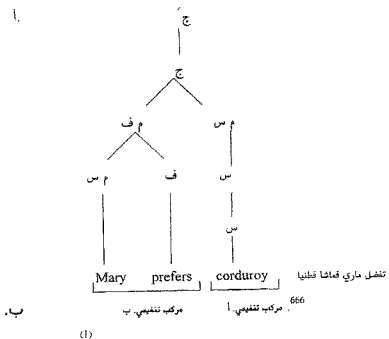 أ.
جَ
ج
م ف م س
م س ف س
س
Mary prefers corduroy تفضل ماري قماشا قطنيا
ب. مركب تنغيمي. ب مركب تنغيمي. أ .666
(1)